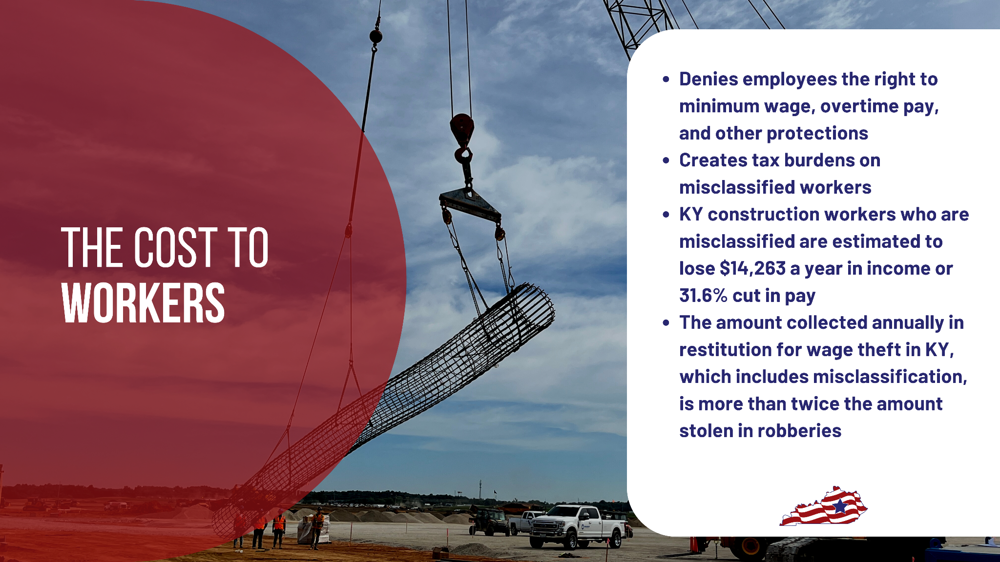 THE COST TO
WORKERS
• Denies employees the right to
minimum wage, overtime pay,
and other protections
• Creates tax burdens on
misclassified workers
• KY construction workers who are
misclassified are estimated to
lose $14,263 a year in income or
31.6% cut in pay
• The amount collected annually in
restitution for wage theft in KY,
which includes misclassification,
is more than twice the amount
stolen in robberies